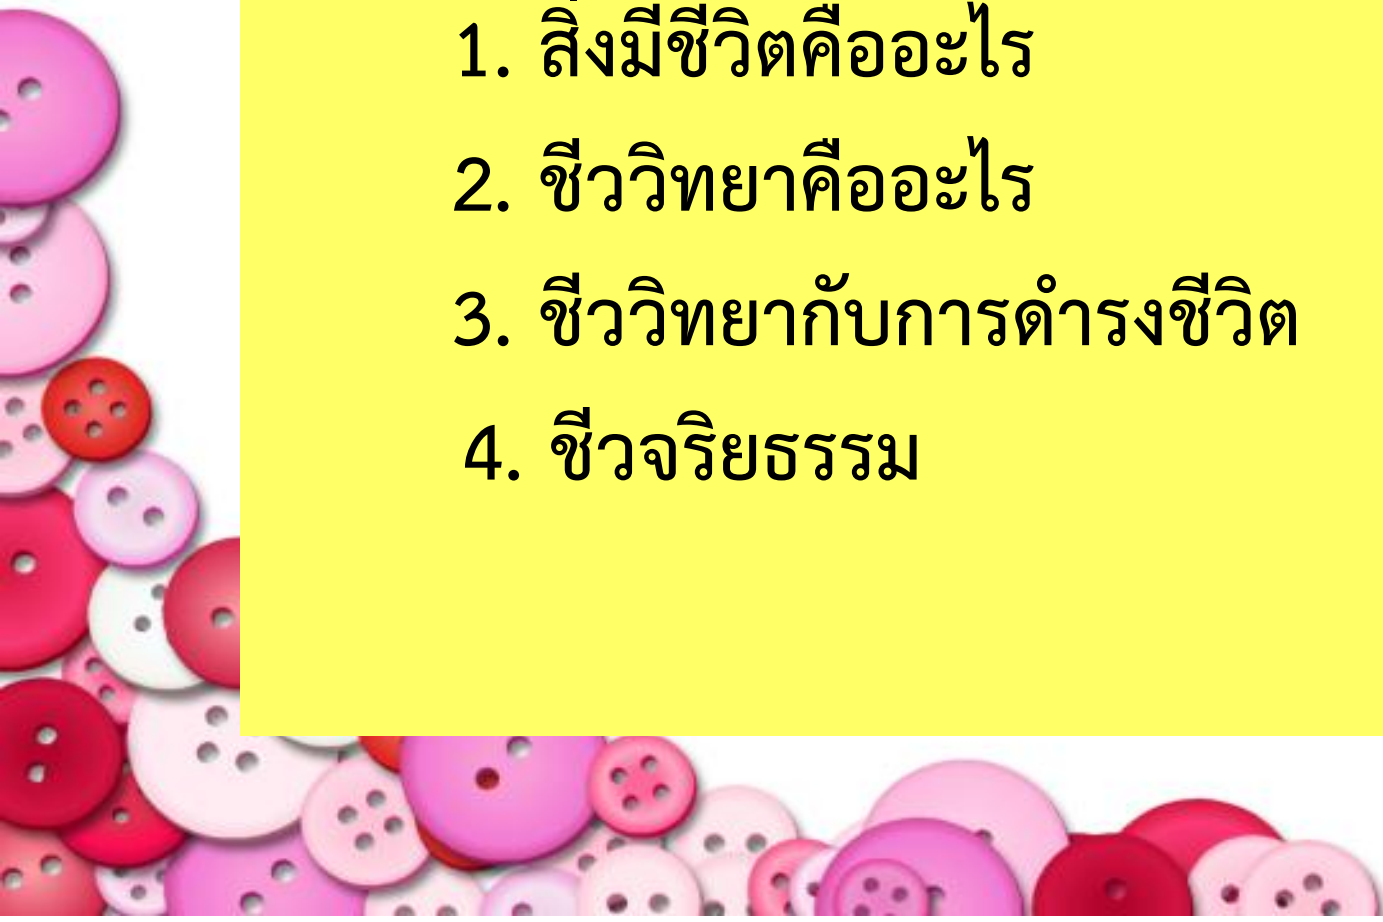 1. สิ่งมีชีวิตคืออะไร
2. ชีววิทยาคืออะไร
3. ชีววิทยากับการดำรงชีวิต
4. ชีวจริยธรรม